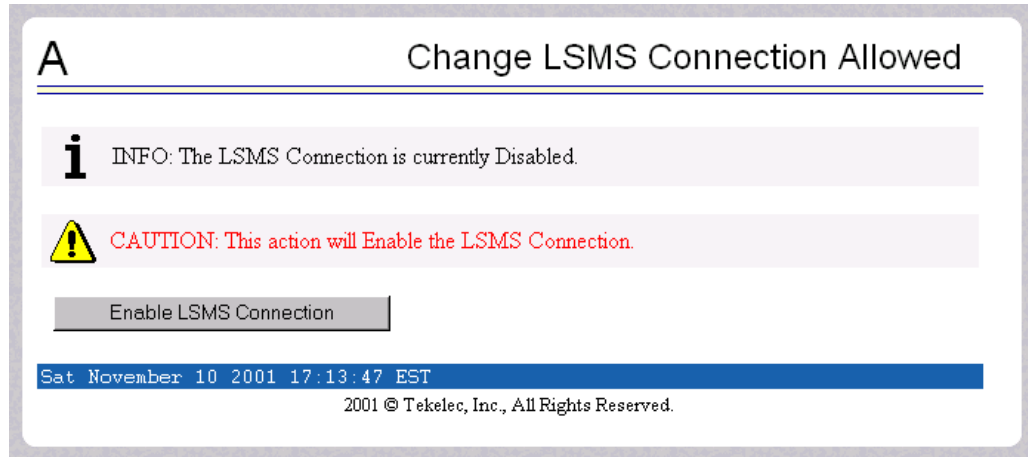 A
Change LSMS Connection Allowed
i
INFO: The LSMS Connection is currently Disabled.
!
CAUTION: This action will Enable the LSMS Connection.
Enable LSMS Connection
Sat November 10 2001 17:13:47 EST
2001 © Tekelec, Inc., All Rights Reserved.